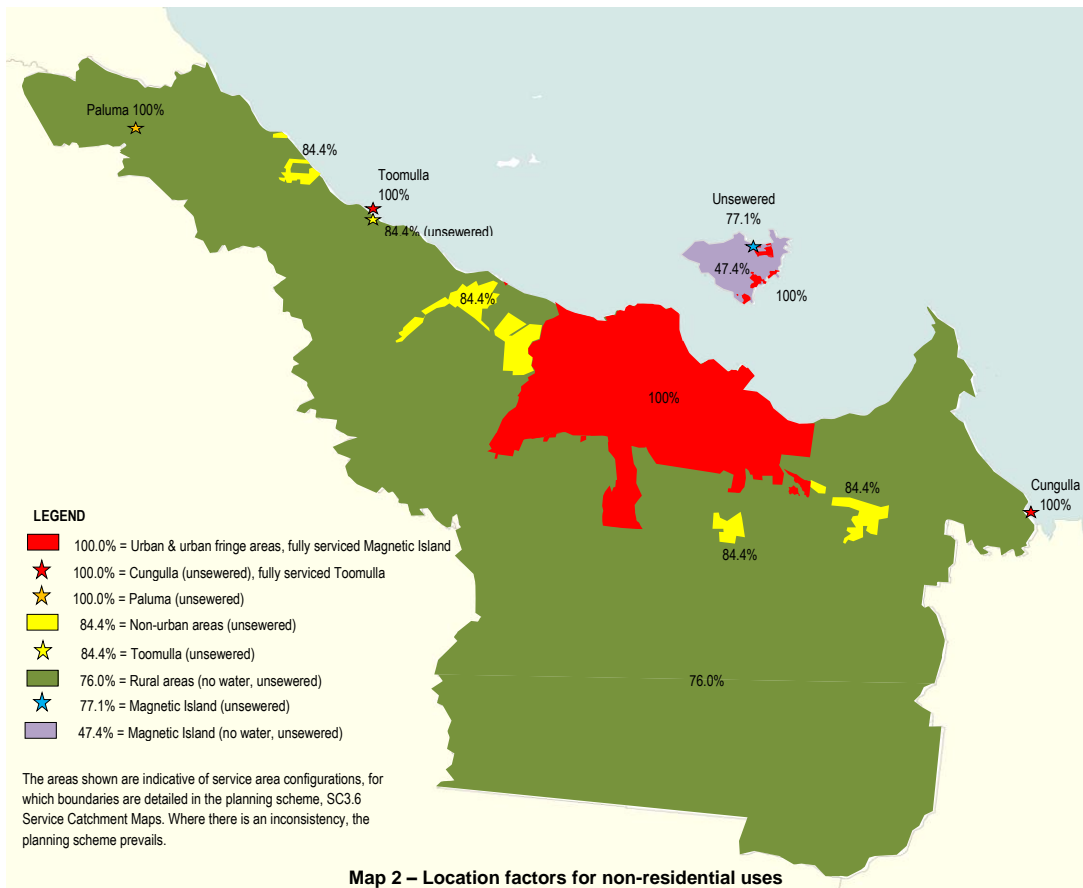 Paluma 100%
84.4%
Toomulla
100%
84.4% (unsewered)
Unsewered
77.1%
47.4%
100%
84.4%
100%
84.4%
Cungulla
100%
84.4%
76.0%
LEGEND
100.0% = Urban & urban fringe areas, fully serviced Magnetic Island
100.0% = Cungulla (unsewered), fully serviced Toomulla
100.0% = Paluma (unsewered)
84.4% = Non-urban areas (unsewered)
84.4% = Toomulla (unsewered)
76.0% = Rural areas (no water, unsewered)
77.1% = Magnetic Island (unsewered)
47.4% = Magnetic Island (no water, unsewered)
The areas shown are indicative of service area configurations, for
which boundaries are detailed in the planning scheme, SC3.6
Service Catchment Maps. Where there is an inconsistency, the
planning scheme prevails.
Map 2 – Location factors for non-residential uses